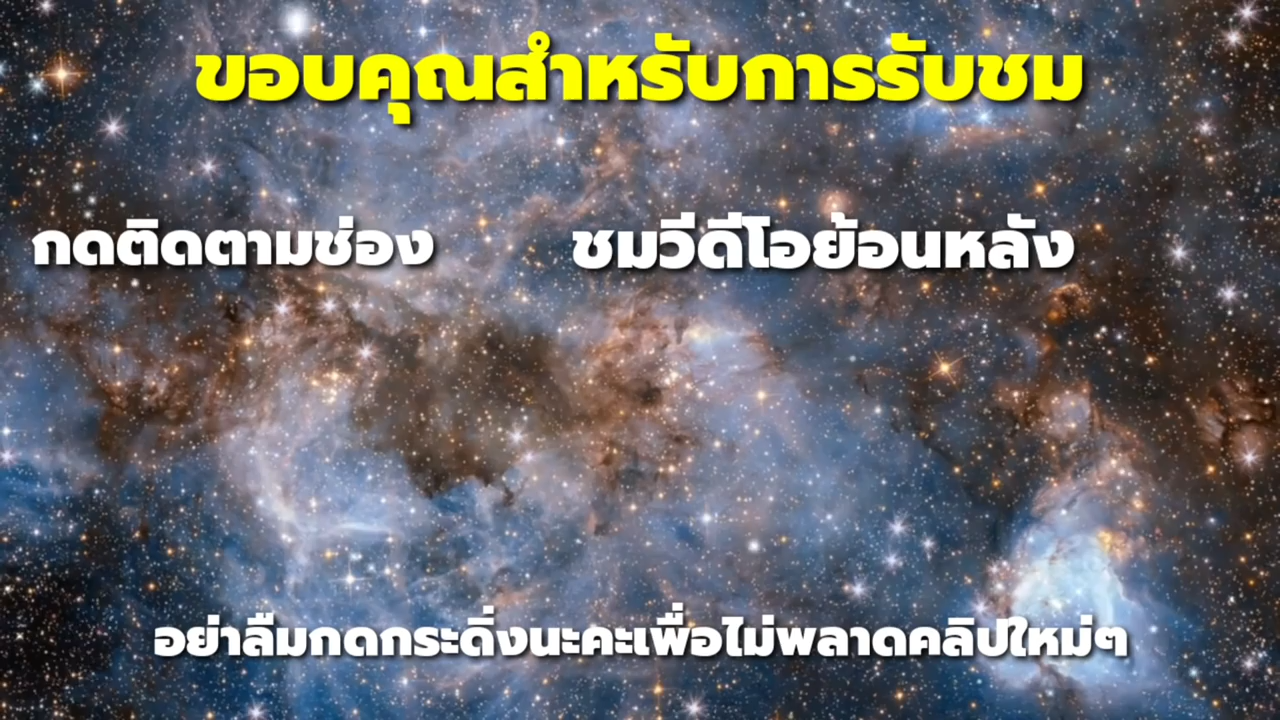 ขอบคุณสำหรับการรับชม
กดติดตามช่อง
ชมวีดีโอย้อนหลัง
อย่าลืมกดกระดิ่งนะคะเพื่อไม่พลาดคลิปใหม่ๆ